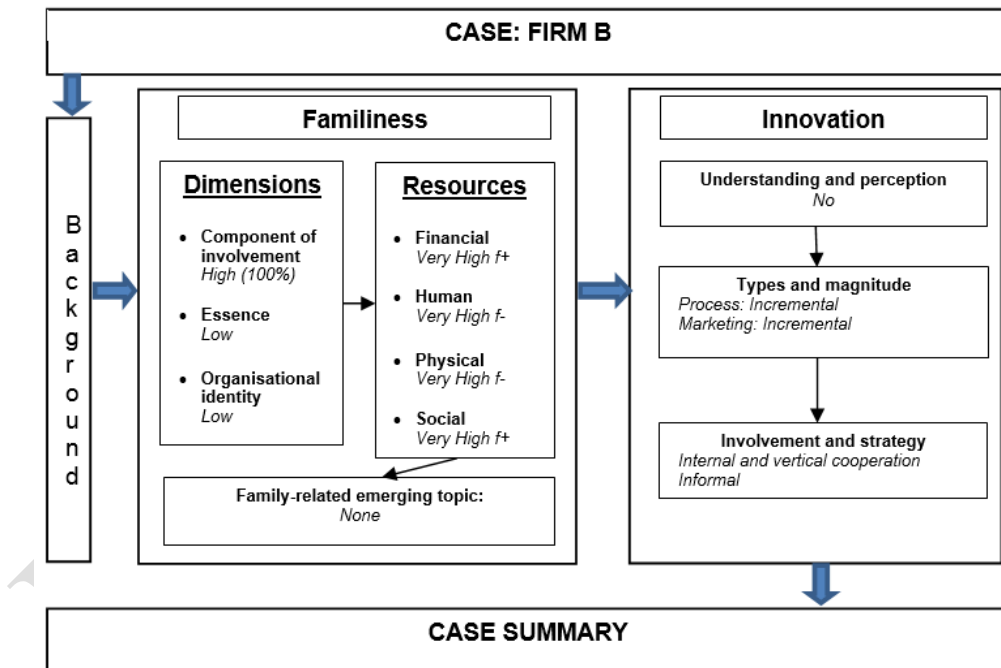 CASE: FIRM B
Background
Familiness
Dimensions
• Component of
involvement
High (100%)
• Essence
Low
• Organisational
identity
Low
Resources
• Financial
Very High f+
• Human
Very High f-
• Physical
Very High f-
• Social
Very High f+
Family-related emerging topic:
None
Innovation
Understanding and perception
No
Types and magnitude
Process: Incremental
Marketing: Incremental
Involvement and strategy
Internal and vertical cooperation
Informal
CASE SUMMARY